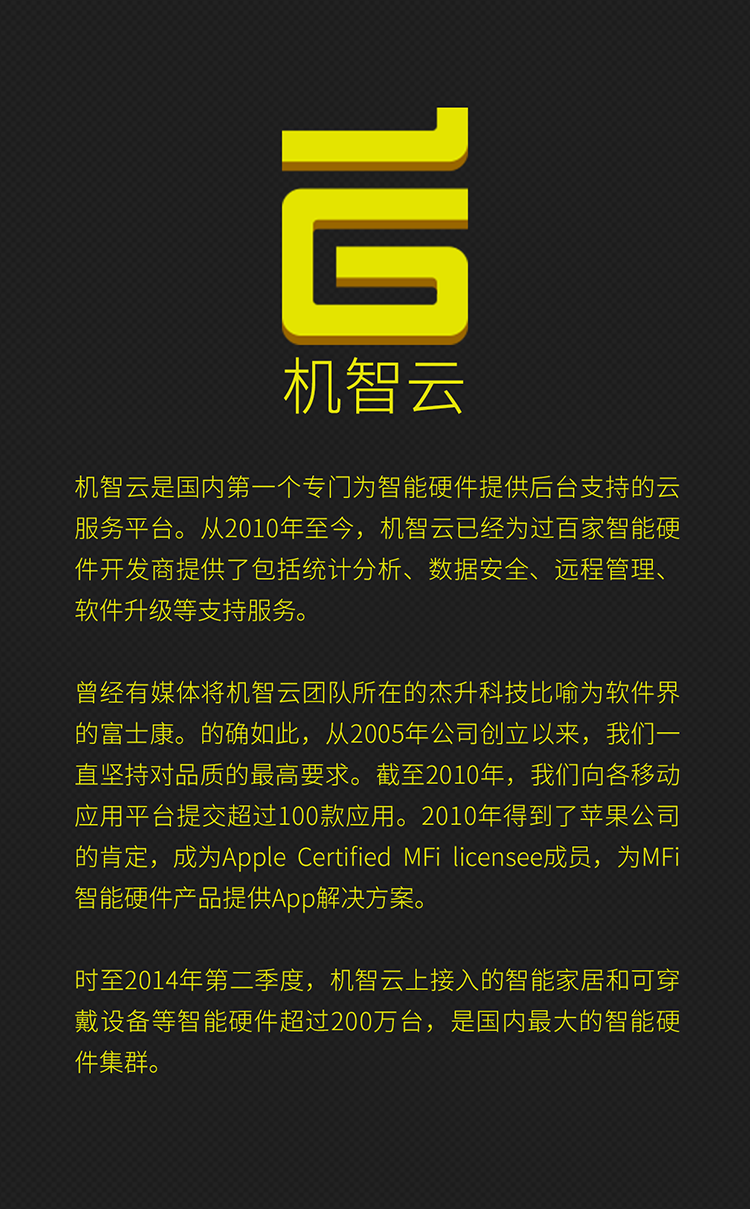 机智云
机智云是国内第一个专门为智能硬件提供后台支持的云
服务平台。从2010年至今，机智云已经为过百家智能硬
件开发商提供了包括统计分析、数据安全、远程管理、
软件升级等支持服务。
曾经有媒体将机智云团队所在的杰升科技比喻为软件界
的富士康。的确如此，从2005年公司创立以来，我们一
直坚持对品质的最高要求。截至2010年，我们向各移动
应用平台提交超过100款应用。2010年得到了苹果公司
的肯定，成为Apple Certified MFi licensee成员，为MFi
智能硬件产品提供App解决方案。
时至2014年第二季度，机智云上接入的智能家居和可穿
戴设备等智能硬件超过200万台，是国内最大的智能硬
件集群。